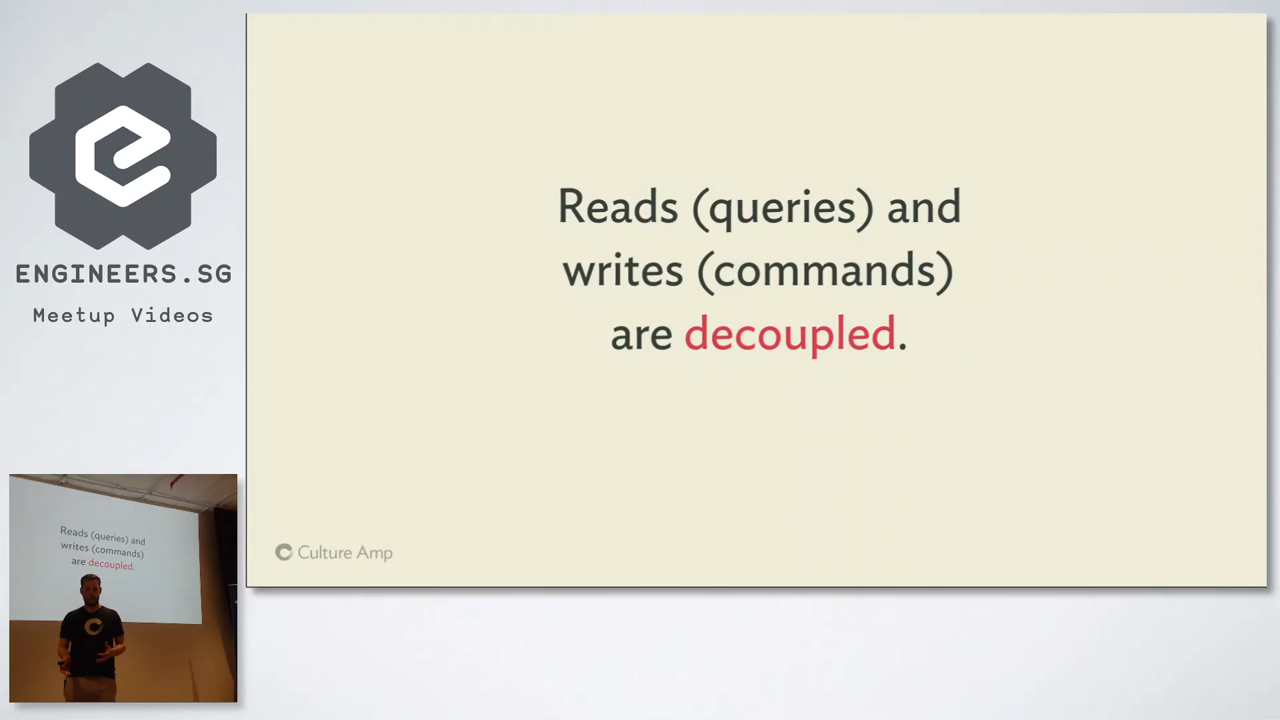 ENGINEERS.SG
Meetup Videos
Reads (queries) and
writes (commands)
are decoupled.
Culture Amp
Reads (queries) and
writes (commands)
are decoupled.